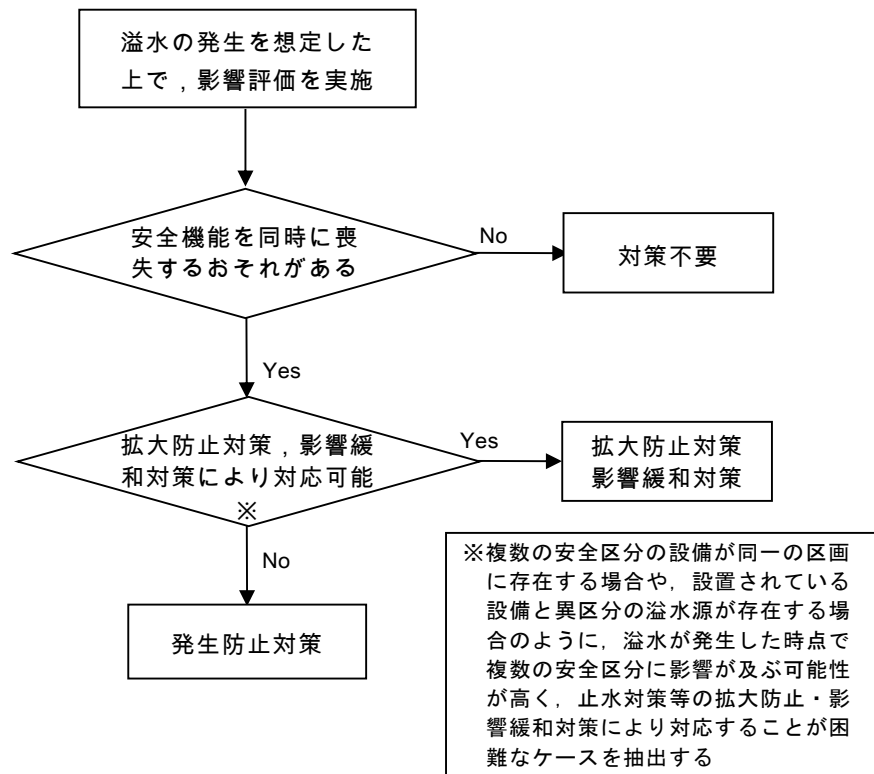 溢水の発生を想定した
上で，影響評価を実施
安全機能を同時に喪
失するおそれがある
No
対策不要
Yes
拡大防止対策，影響緩
和対策により対応可能
※
Yes
拡大防止対策
影響緩和対策
No
発生防止対策
※複数の安全区分の設備が同一の区画
に存在する場合や，設置されている
設備と異区分の溢水源が存在する場
合のように，溢水が発生した時点で
複数の安全区分に影響が及ぶ可能性
が高く，止水対策等の拡大防止・影
響緩和対策により対応することが困
難なケースを抽出する